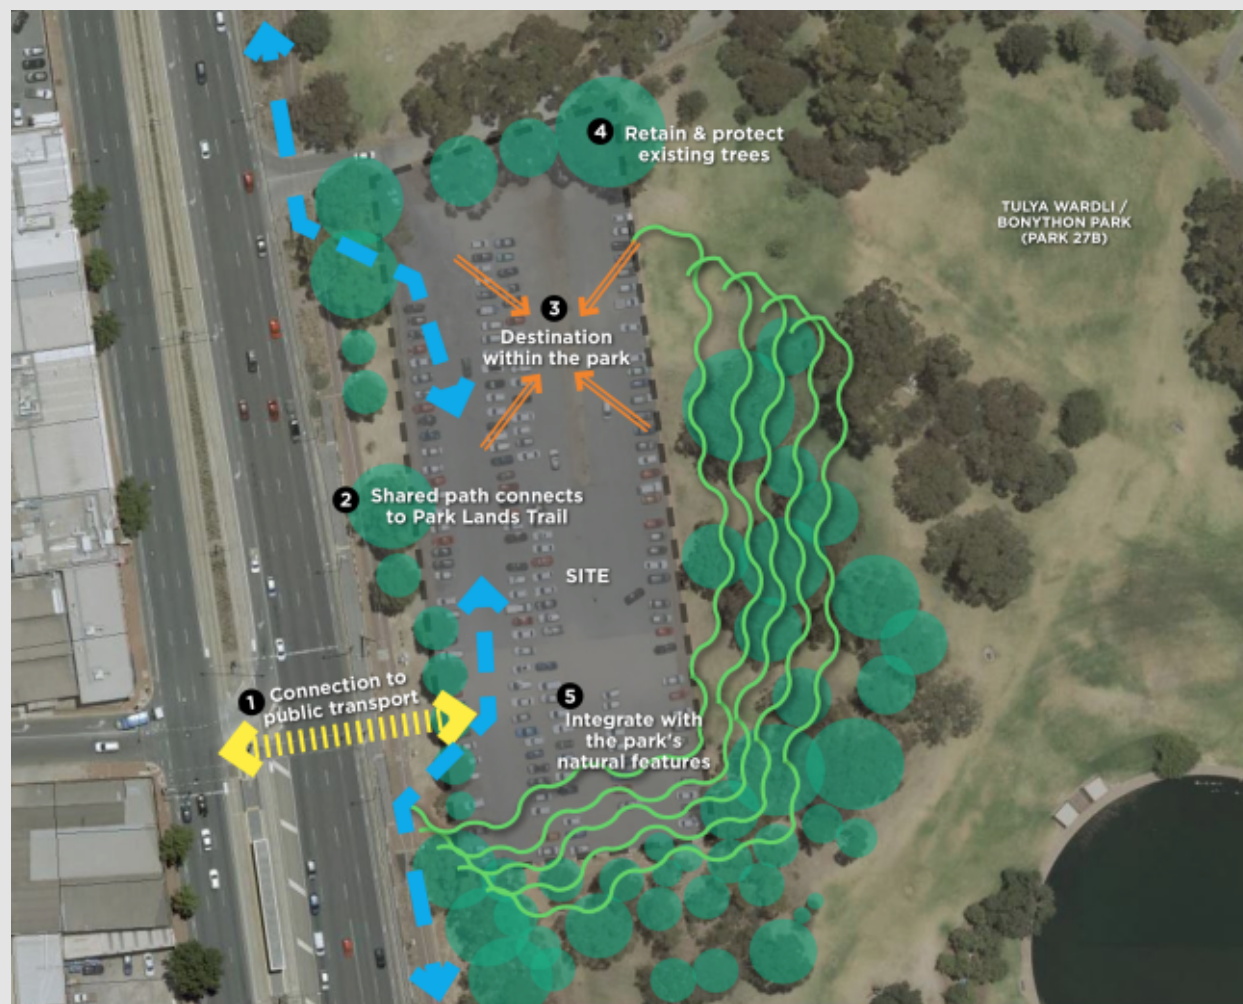 4
Retain & protect
existing trees
TULYA WARDLI /
BONYTHON PARK
(PARK 27B)
3
Destination
within the park
2
Shared path connects
to Park Lands Trail
SITE
1
Connection to
public transport
5
Integrate with
the park's
natural features